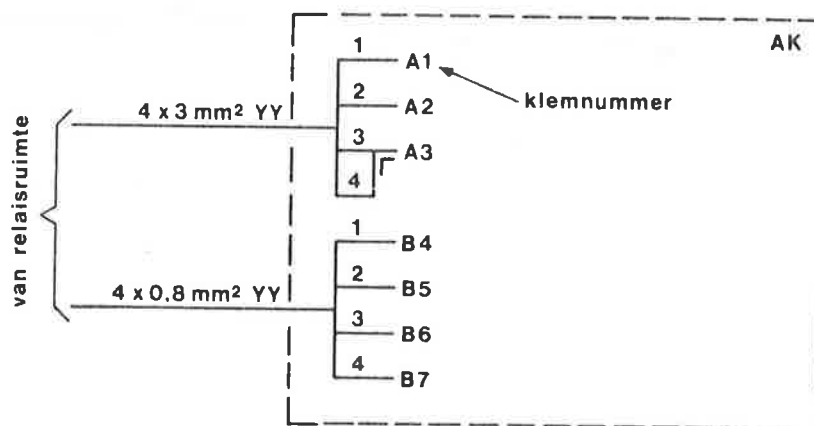 AK
1
A1
klemnummer
2
A2
4 x 3 mm² YY
3
A3
4
van relaisruimte
1
B4
2
B5
4 x 0,8 mm² YY
3
B6
4
B7